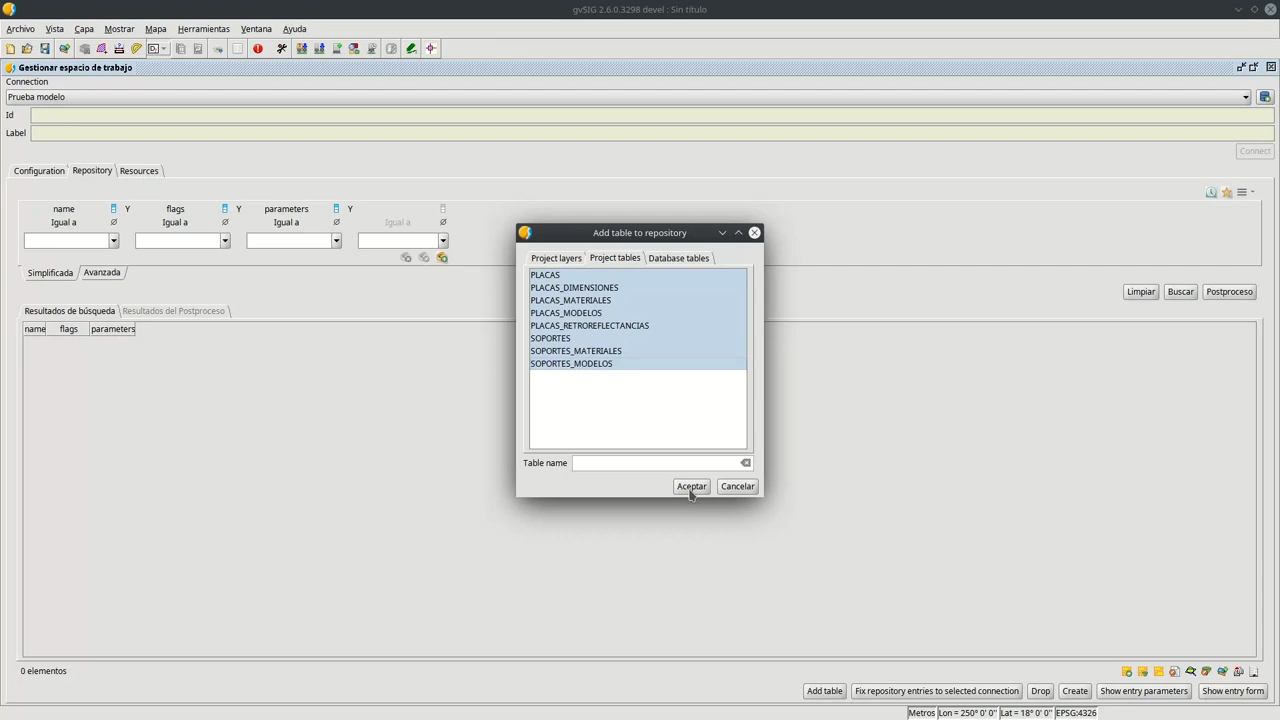 gvSIG 2.6.0.3298 devel : Sin título
Archivo Vista Capa Mostrar Mapa Herramientas Ventana Ayuda
Gestionar espacio de trabajo
Connection
Prueba modelo
Id
Label
Connect
Configuration Repository Resources
name Y flags Y parameters Y
Igual a Igual a Igual a Igual a
Simplificada Avanzada
Limpiar Buscar Postproceso
Resultados de búsqueda Resultados del Postproceso
name flags parameters
Add table to repository
Project layers Project tables Database tables
PLACAS
PLACAS_DIMENSIONES
PLACAS_MATERIALES
PLACAS_MODELOS
PLACAS_RETROREFLECTANCIAS
SOPORTES
SOPORTES_MATERIALES
SOPORTES_MODELOS
Table name
Aceptar Cancelar
0 elementos
Add table Fix repository entries to selected connection Drop Create Show entry parameters Show entry form
Metros Lon = 250° 0' 0'' Lat = 18° 0' 0'' EPSG:4326